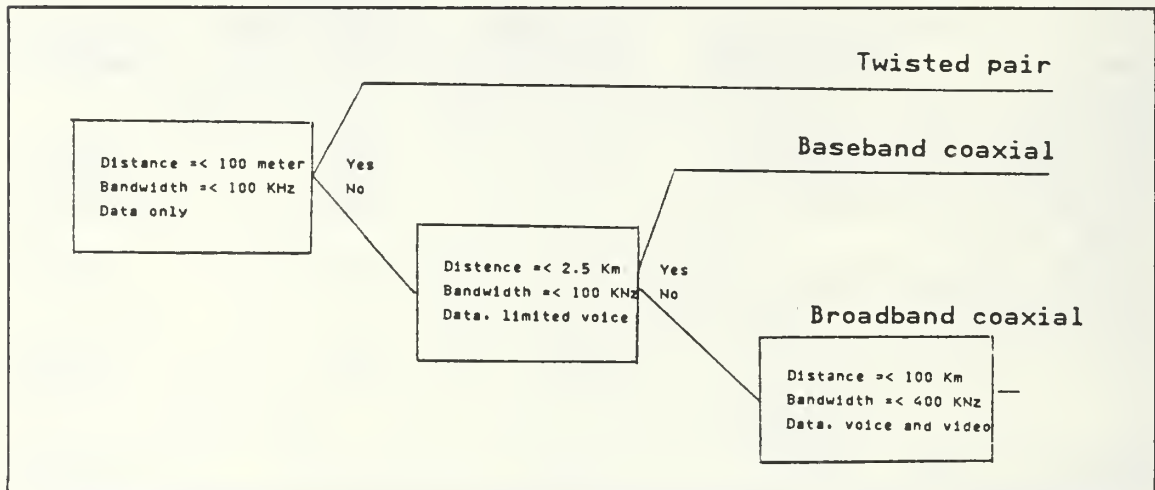 Twisted pair
Distance =< 100 meter
Bandwidth =< 100 KHz
Data only
Yes
No
Baseband coaxial
Distence =< 2.5 Km
Bandwidth =< 100 KNz
Data. limited voice
Yes
No
Broadband coaxial
Distance =< 100 Km
Bandwidth =< 400 KNz
Data. voice and video